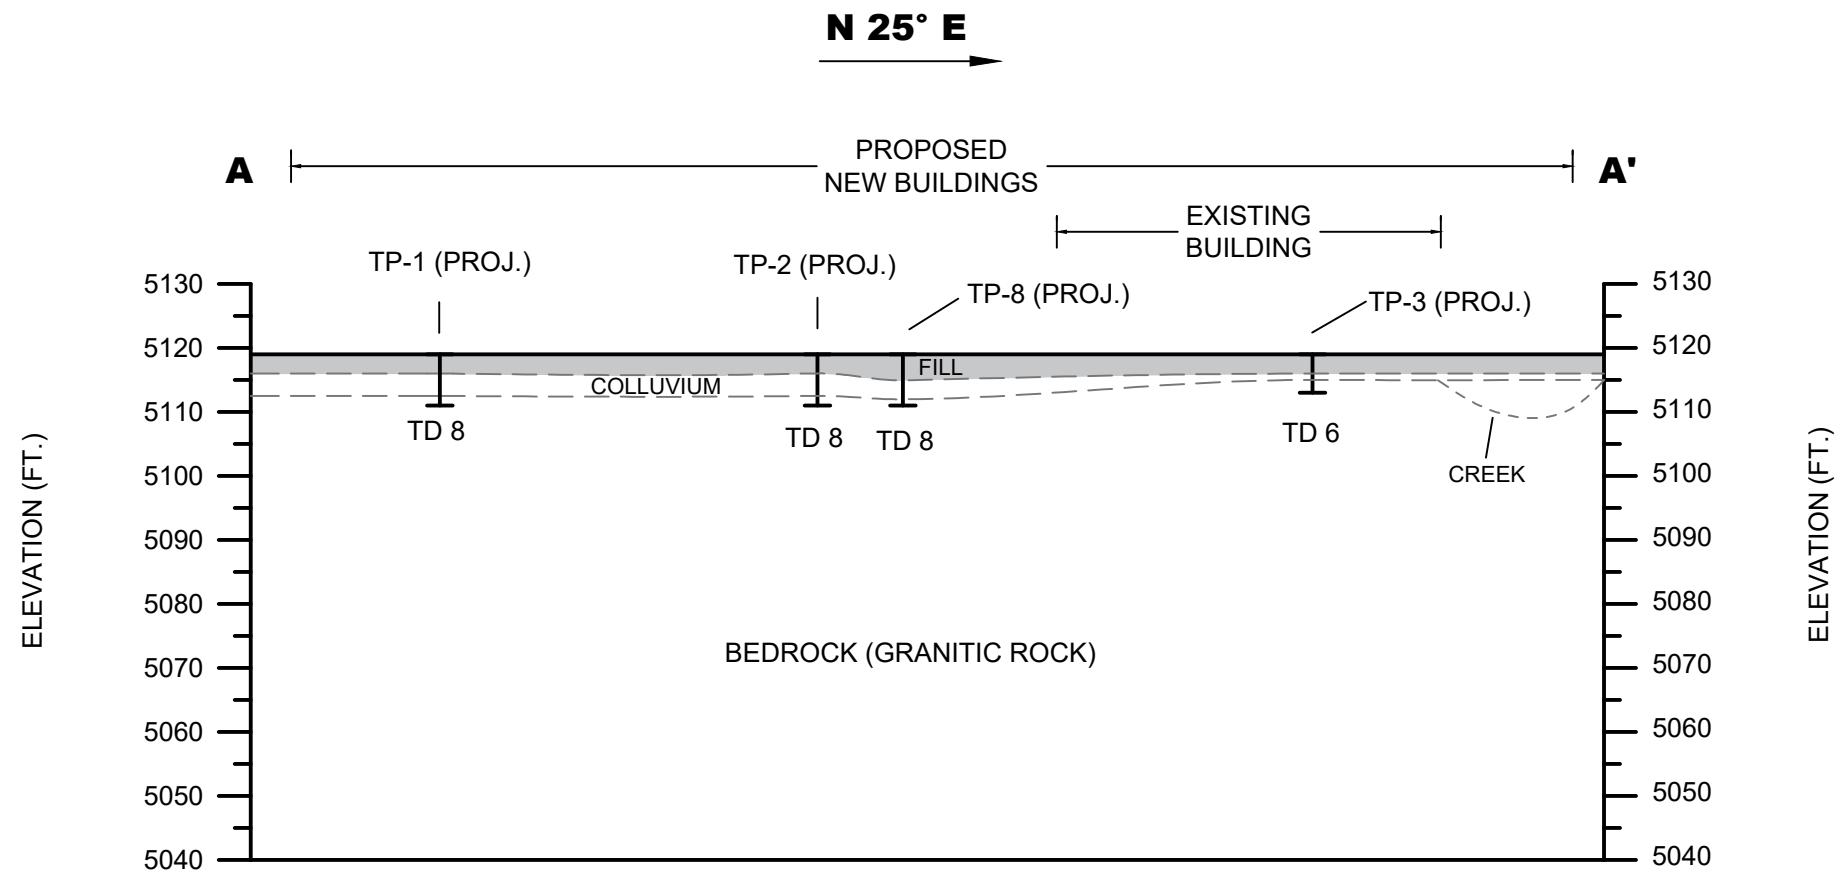 N 25° E
A
PROPOSED
NEW BUILDINGS
A'
EXISTING
BUILDING
TP-1 (PROJ.)
TP-2 (PROJ.)
TP-8 (PROJ.)
TP-3 (PROJ.)
5130
5120
5110
5100
5090
5080
5070
5060
5050
5040
ELEVATION (FT.)
FILL
COLLUVIUM
TD 8
TD 8
TD 8
TD 6
CREEK
BEDROCK (GRANITIC ROCK)
5130
5120
5110
5100
5090
5080
5070
5060
5050
5040
ELEVATION (FT.)